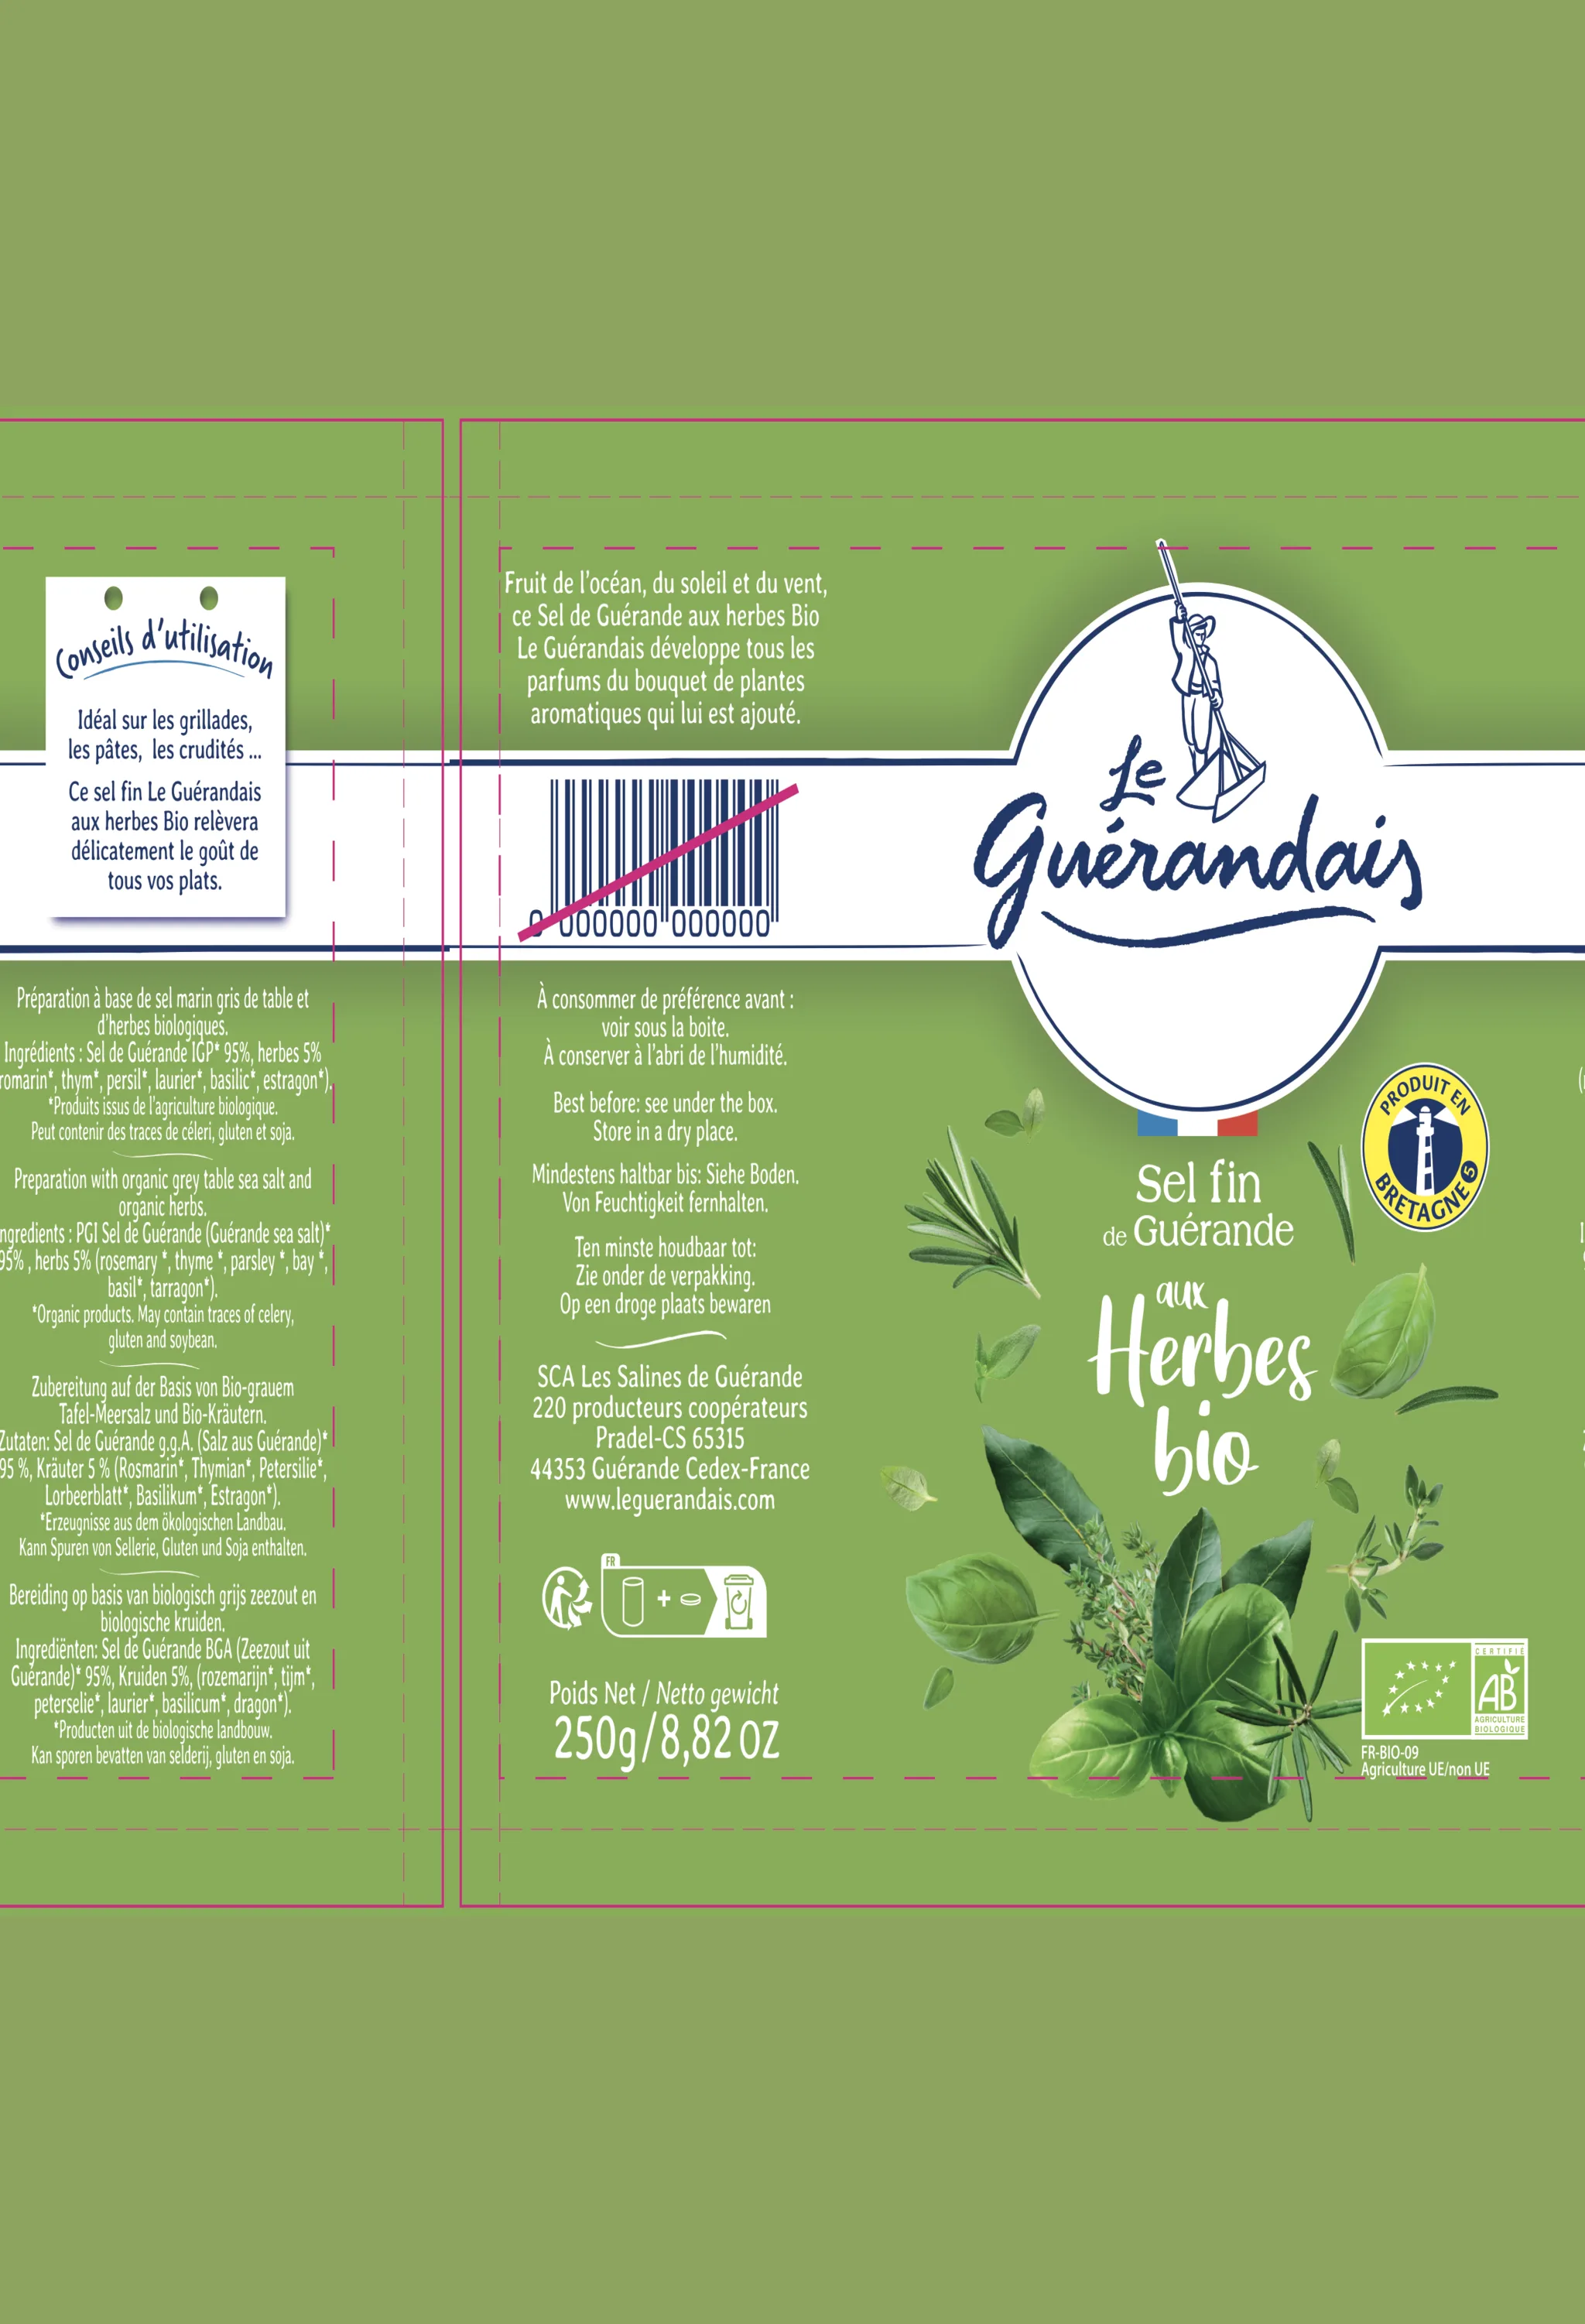 Conseils d'utilisation
Idéal sur les grillades,
les pâtes, les crudités ...
Ce sel fin Le Guérandais
aux herbes Bio relèvera
délicatement le goût de
tous vos plats.
Préparation à base de sel marin gris de table et
d'herbes biologiques.
Ingrédients : Sel de Guérande IGP* 95%, herbes 5%
romarin*, thym*, persil*, laurier*, basilic*, estragon*).
*Produits issus de l'agriculture biologique.
Peut contenir des traces de céleri, gluten et soja.
Preparation with organic grey table sea salt and
organic herbs.
ngredients : PGI Sel de Guérande (Guérande sea salt)*
95% , herbs 5% (rosemary *, thyme *, parsley *, bay *,
basil*, tarragon*).
*Organic products. May contain traces of celery,
gluten and soybean.
Zubereitung auf der Basis von Bio-grauem
Tafel-Meersalz und Bio-Kräutern.
Zutaten: Sel de Guérande g.g.A. (Salz aus Guérande)*
95 %, Kräuter 5 % (Rosmarin*, Thymian*, Petersilie*,
Lorbeerblatt*, Basilikum*, Estragon*).
*Erzeugnisse aus dem ökologischen Landbau.
Kann Spuren von Sellerie, Gluten und Soja enthalten.
Bereiding op basis van biologisch grijs zeezout en
biologische kruiden.
Ingrediënten: Sel de Guérande BGA (Zeezout uit
Guérande)* 95%, Kruiden 5%, (rozemarijn*, tijm*,
peterselie*, laurier*, basilicum*, dragon*).
*Producten uit de biologische landbouw.
Kan sporen bevatten van selderij, gluten en soja.
Fruit de l'océan, du soleil et du vent,
ce Sel de Guérande aux herbes Bio
Le Guérandais développe tous les
parfums du bouquet de plantes
aromatiques qui lui est ajouté.
0 000000 000000
À consommer de préférence avant :
voir sous la boite.
À conserver à l'abri de l'humidité.
Best before: see under the box.
Store in a dry place.
Mindestens haltbar bis: Siehe Boden.
Von Feuchtigkeit fernhalten.
Ten minste houdbaar tot:
Zie onder de verpakking.
Op een droge plaats bewaren
SCA Les Salines de Guérande
220 producteurs coopérateurs
Pradel-CS 65315
44353 Guérande Cedex-France
www.leguerandais.com
FR
+
Poids Net / Netto gewicht
250g/8,82 OZ
Le
Guérandais
Sel fin
de Guérande
aux
Herbes
bio
PRODUIT EN
BRETAGNE 5
CERTIFIÉ
AB
AGRICULTURE
BIOLOGIQUE
FR-BIO-09
Agriculture UE/non UE